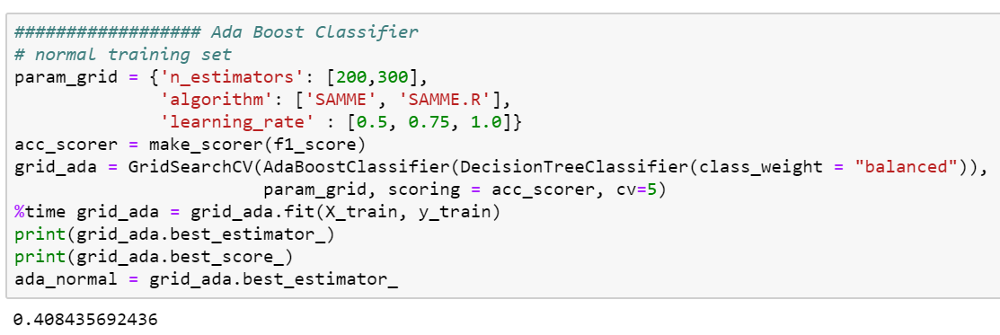 ################## Ada Boost Classifier
# normal training set
param_grid = {'n_estimators': [200,300],
              'algorithm': ['SAMME', 'SAMME.R'],
              'learning_rate' : [0.5, 0.75, 1.0]}
acc_scorer = make_scorer(f1_score)
grid_ada = GridSearchCV(AdaBoostClassifier(DecisionTreeClassifier(class_weight = "balanced")),
                        param_grid, scoring = acc_scorer, cv=5)
%time grid_ada = grid_ada.fit(X_train, y_train)
print(grid_ada.best_estimator_)
print(grid_ada.best_score_)
ada_normal = grid_ada.best_estimator_
0.408435692436